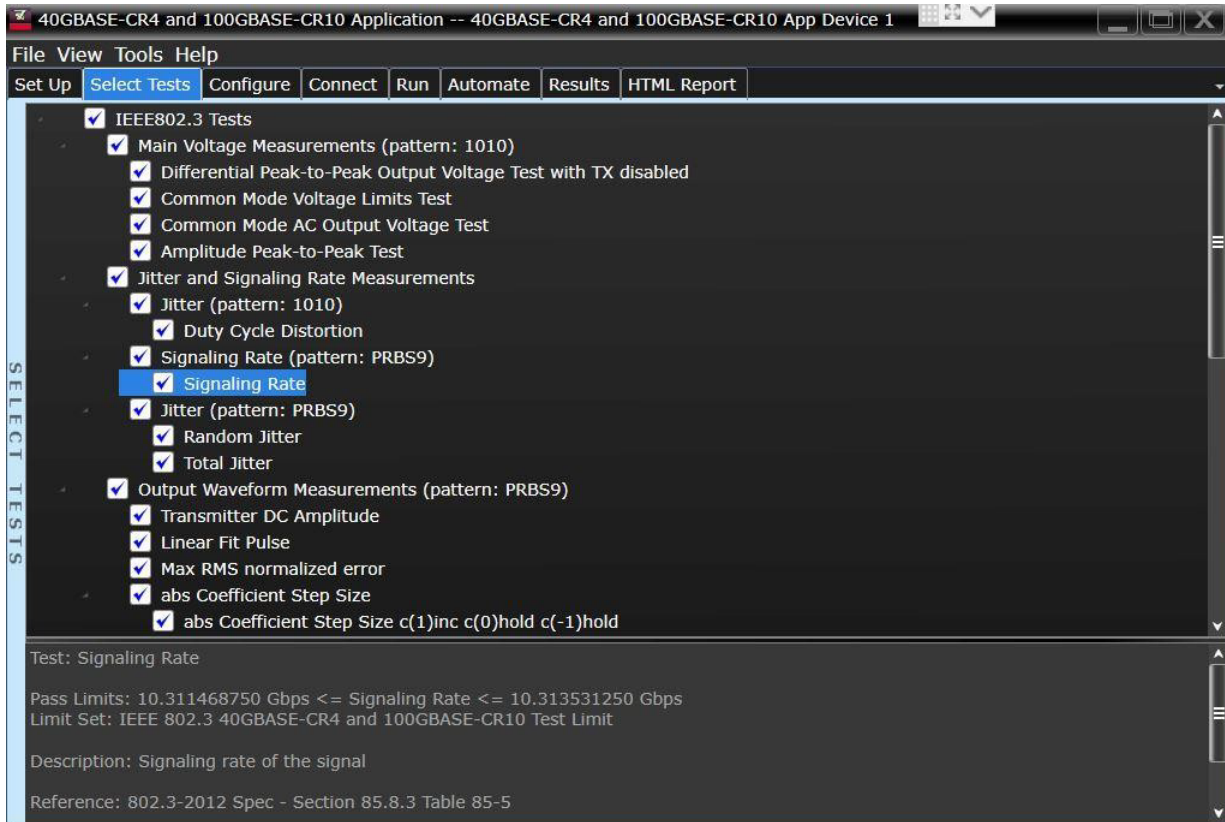 40GBASE-CR4 and 100GBASE-CR10 Application -- 40GBASE-CR4 and 100GBASE-CR10 App Device 1
File View Tools Help
Set Up Select Tests Configure Connect Run Automate Results HTML Report
IEEE802.3 Tests
Main Voltage Measurements (pattern: 1010)
Differential Peak-to-Peak Output Voltage Test with TX disabled
Common Mode Voltage Limits Test
Common Mode AC Output Voltage Test
Amplitude Peak-to-Peak Test
Jitter and Signaling Rate Measurements
Jitter (pattern: 1010)
Duty Cycle Distortion
Signaling Rate (pattern: PRBS9)
Signaling Rate
Jitter (pattern: PRBS9)
Random Jitter
Total Jitter
Output Waveform Measurements (pattern: PRBS9)
Transmitter DC Amplitude
Linear Fit Pulse
Max RMS normalized error
abs Coefficient Step Size
abs Coefficient Step Size c(1)inc c(0)hold c(-1)hold
SELECT TESTS
Test: Signaling Rate
Pass Limits: 10.311468750 Gbps <= Signaling Rate <= 10.313531250 Gbps
Limit Set: IEEE 802.3 40GBASE-CR4 and 100GBASE-CR10 Test Limit
Description: Signaling rate of the signal
Reference: 802.3-2012 Spec - Section 85.8.3 Table 85-5